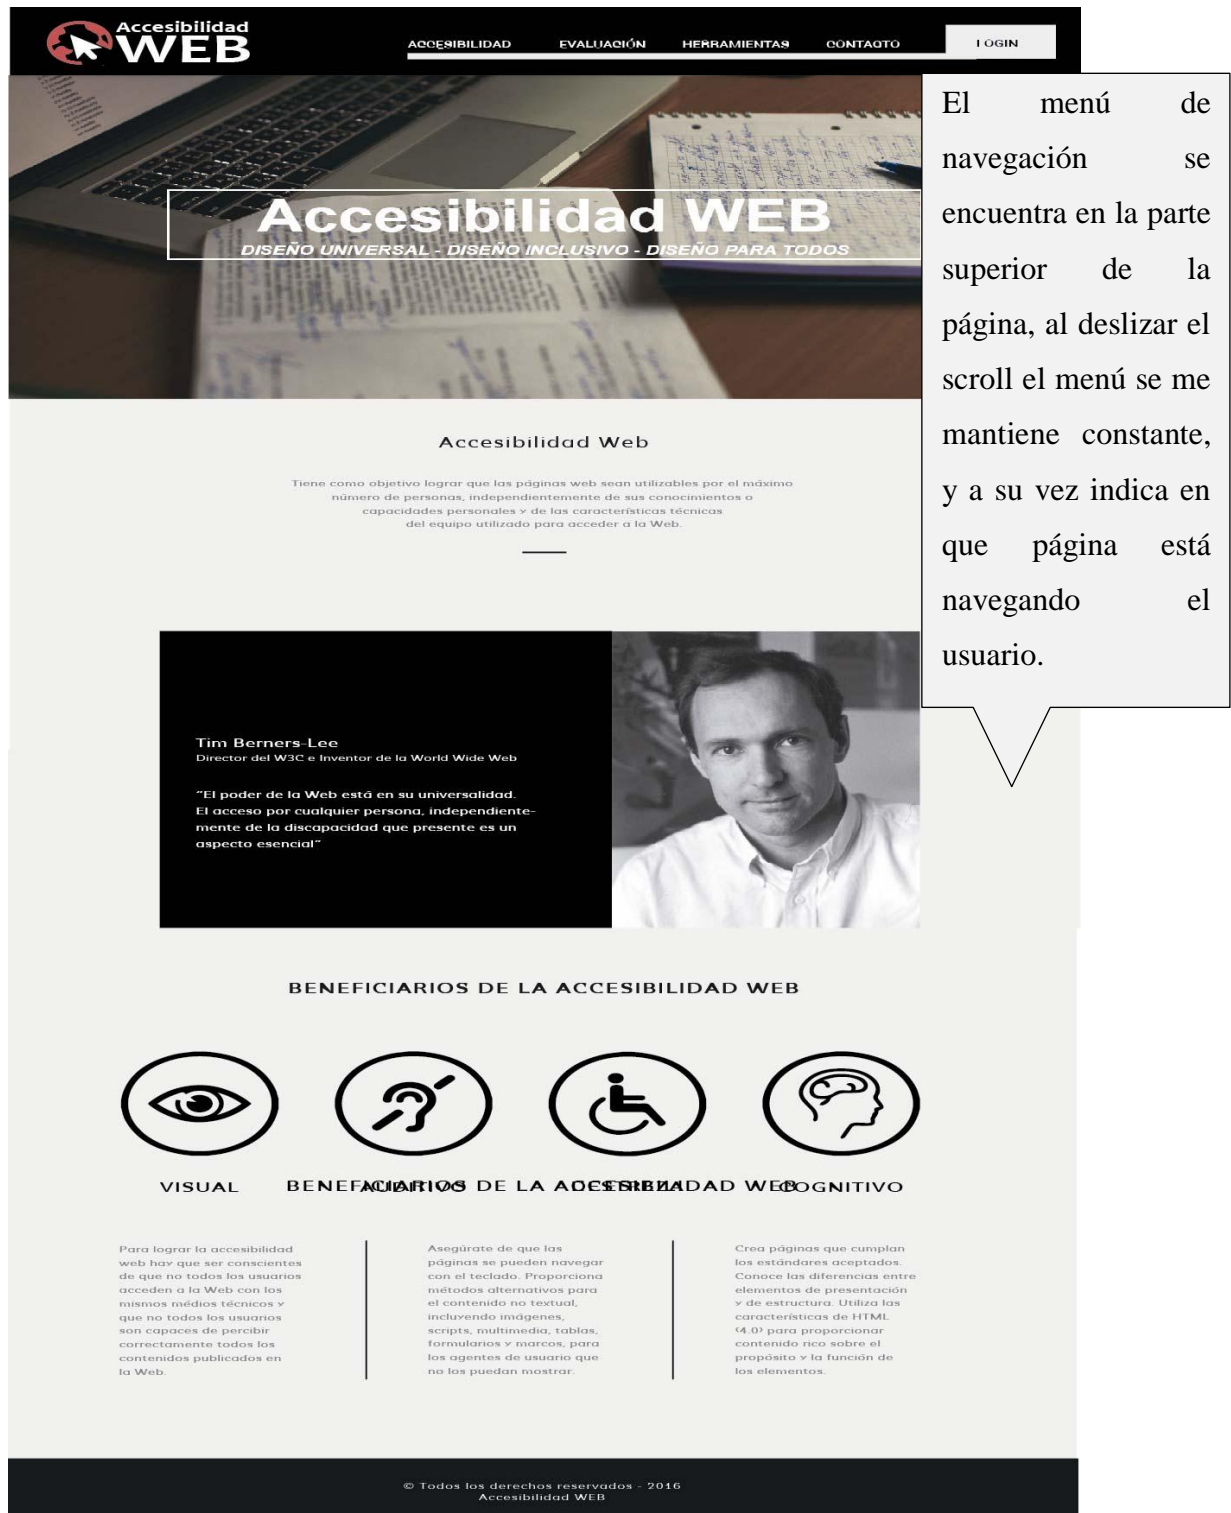 Accesibilidad
WEB
ACCESIBILIDAD EVALUACIÓN HERRAMIENTAS CONTACTO LOGIN
Accesibilidad WEB
DISEÑO UNIVERSAL - DISEÑO INCLUSIVO - DISEÑO PARA TODOS
El menú de
navegación se
encuentra en la parte
superior de la
página, al deslizar el
scroll el menú se me
mantiene constante,
y a su vez indica en
que página está
navegando el
usuario.
Accesibilidad Web
Tiene como objetivo lograr que las páginas web sean utilizables por el máximo
número de personas, independientemente de sus conocimientos o
capacidades personales y de las características técnicas
del equipo utilizado para acceder a la Web.
Tim Berners-Lee
Director del W3C e Inventor de la World Wide Web
"El poder de la Web está en su universalidad.
El acceso por cualquier persona, independiente-
mente de la discapacidad que presente es un
aspecto esencial"
BENEFICIARIOS DE LA ACCESIBILIDAD WEB
VISUAL AUDITIVO COGNITIVO
BENEFICIARIOS DE LA ACCESIBILIDAD WEB
Para lograr la accesibilidad
web hay que ser conscientes
de que no todos los usuarios
acceden a la Web con los
mismos médios técnicos y
que no todos los usuarios
son capaces de percibir
correctamente todos los
contenidos publicados en
la Web.
Asegúrate de que las
páginas se pueden navegar
con el teclado. Proporciona
métodos alternativos para
el contenido no textual,
incluyendo imágenes,
scripts, multimedia, tablas,
formularios y marcos, para
los agentes de usuario que
no los puedan mostrar.
Crea páginas que cumplan
los estándares aceptados.
Conoce las diferencias entre
elementos de presentación
y de estructura. Utiliza las
características de HTML
(4.0) para proporcionar
contenido rico sobre el
propósito y la función de
los elementos.
© Todos los derechos reservados - 2016
Accesibilidad WEB